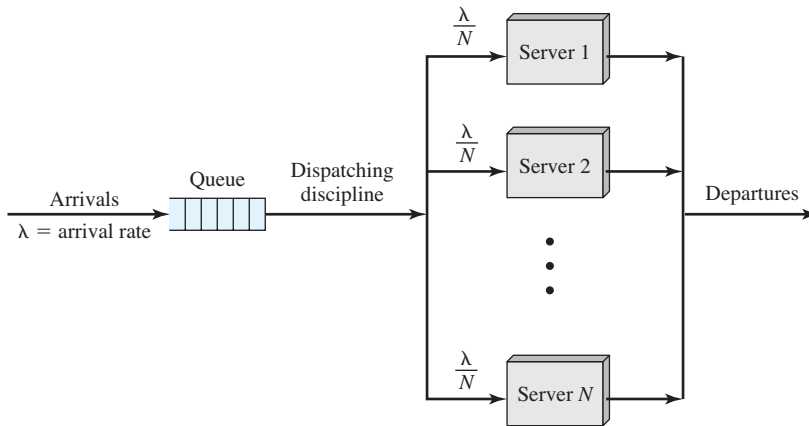 Arrivals
λ = arrival rate
Queue
Dispatching
discipline
λ
N
Server 1
λ
N
Server 2
λ
N
Server N
Departures